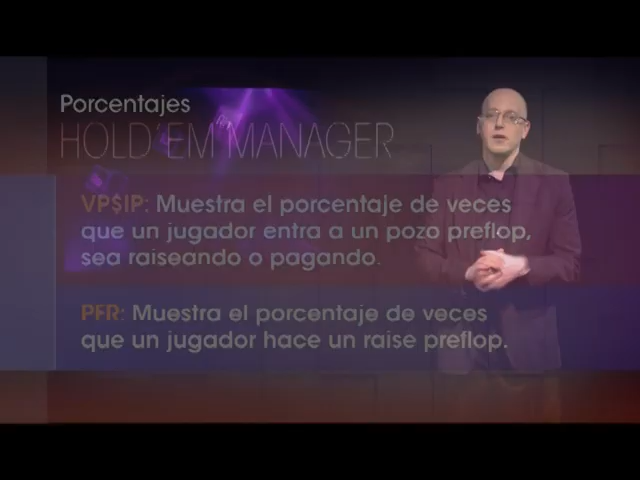 Porcentajes
HOLD'EM MANAGER
VP$IP: Muestra el porcentaje de veces
que un jugador entra a un pozo preflop,
sea raiseando o pagando.
PFR: Muestra el porcentaje de veces
que un jugador hace un raise preflop.